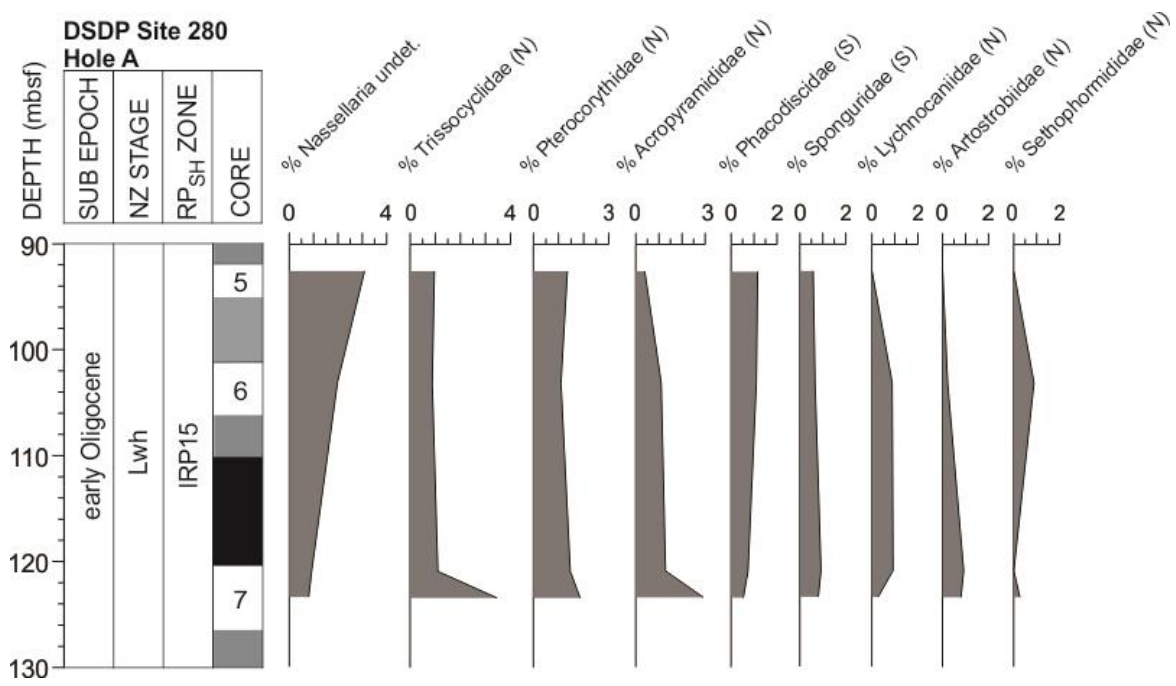 DSDP Site 280
Hole A
DEPTH (mbsf)
SUB EPOCH
NZ STAGE
RPSH ZONE
CORE
% Nassellaria undet.
% Trissocyclidae (N)
% Pterocorythidae (N)
% Acropyramididae (N)
% Phacodiscidae (S)
% Sponguridae (S)
% Lychnocaniidae (N)
% Artostrobiidae (N)
% Sethophormididae (N)
0 4 0 4 0 3 0 3 0 2 0 2 0 2 0 2 0 2
90
100
110
120
130
early Oligocene
Lwh
IRP15
5
6
7